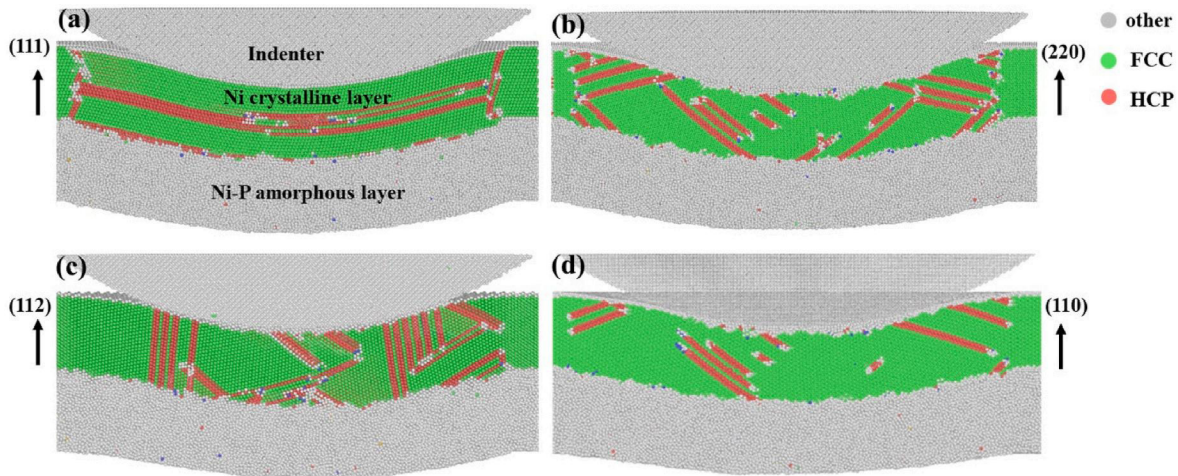 (a)
(111)
Indenter
Ni crystalline layer
Ni-P amorphous layer
(b)
(220)
other
FCC
HCP
(c)
(112)
(d)
(110)